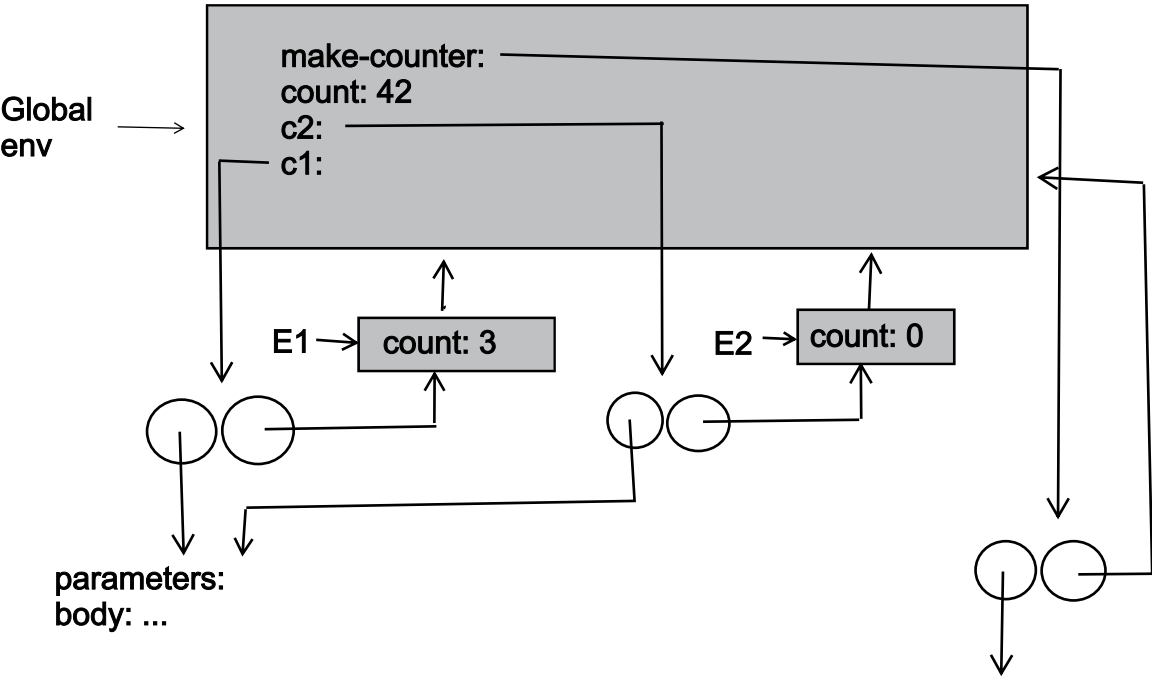 make-counter:
count: 42
c2:
c1:
Global
env
E1
count: 3
E2
count: 0
parameters:
body: ...